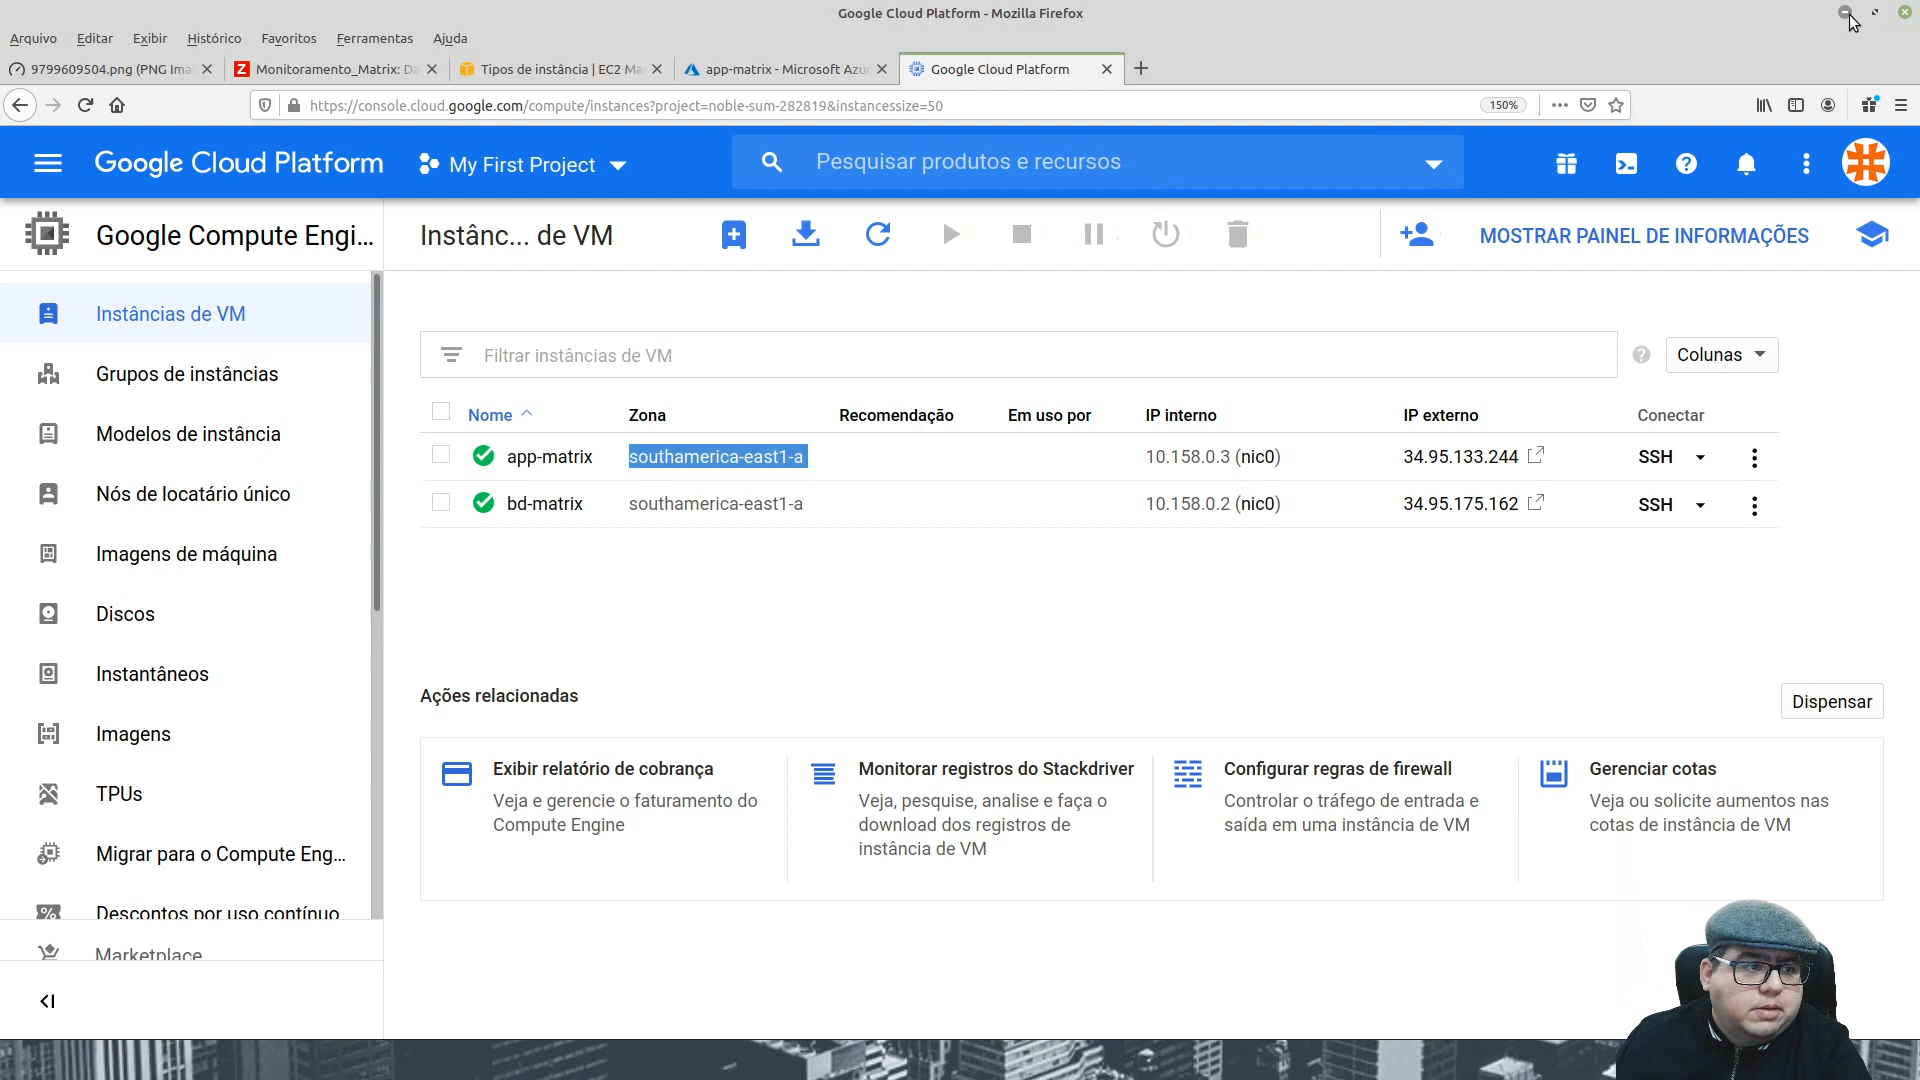 Google Cloud Platform - Mozilla Firefox
Arquivo Editar Exibir Histórico Favoritos Ferramentas Ajuda
9799609504.png (PNG Ima
Monitoramento_Matrix: Da
Tipos de instância | EC2 Ma
app-matrix - Microsoft Azur
Google Cloud Platform
https://console.cloud.google.com/compute/instances?project=noble-sum-282819&instancessize=50
150%
Google Cloud Platform
My First Project
Pesquisar produtos e recursos
Google Compute Engi...
Instânc... de VM
MOSTRAR PAINEL DE INFORMAÇÕES
Instâncias de VM
Grupos de instâncias
Modelos de instância
Nós de locatário único
Imagens de máquina
Discos
Instantâneos
Imagens
TPUs
Migrar para o Compute Eng...
Descontos por uso contínuo
Marketplace
Filtrar instâncias de VM
Colunas
Nome Zona Recomendação Em uso por IP interno IP externo Conectar
app-matrix southamerica-east1-a 10.158.0.3 (nic0) 34.95.133.244 SSH
bd-matrix southamerica-east1-a 10.158.0.2 (nic0) 34.95.175.162 SSH
Ações relacionadas
Dispensar
Exibir relatório de cobrança
Veja e gerencie o faturamento do
Compute Engine
Monitorar registros do Stackdriver
Veja, pesquise, analise e faça o
download dos registros de
instância de VM
Configurar regras de firewall
Controlar o tráfego de entrada e
saída em uma instância de VM
Gerenciar cotas
Veja ou solicite aumentos nas
cotas de instância de VM